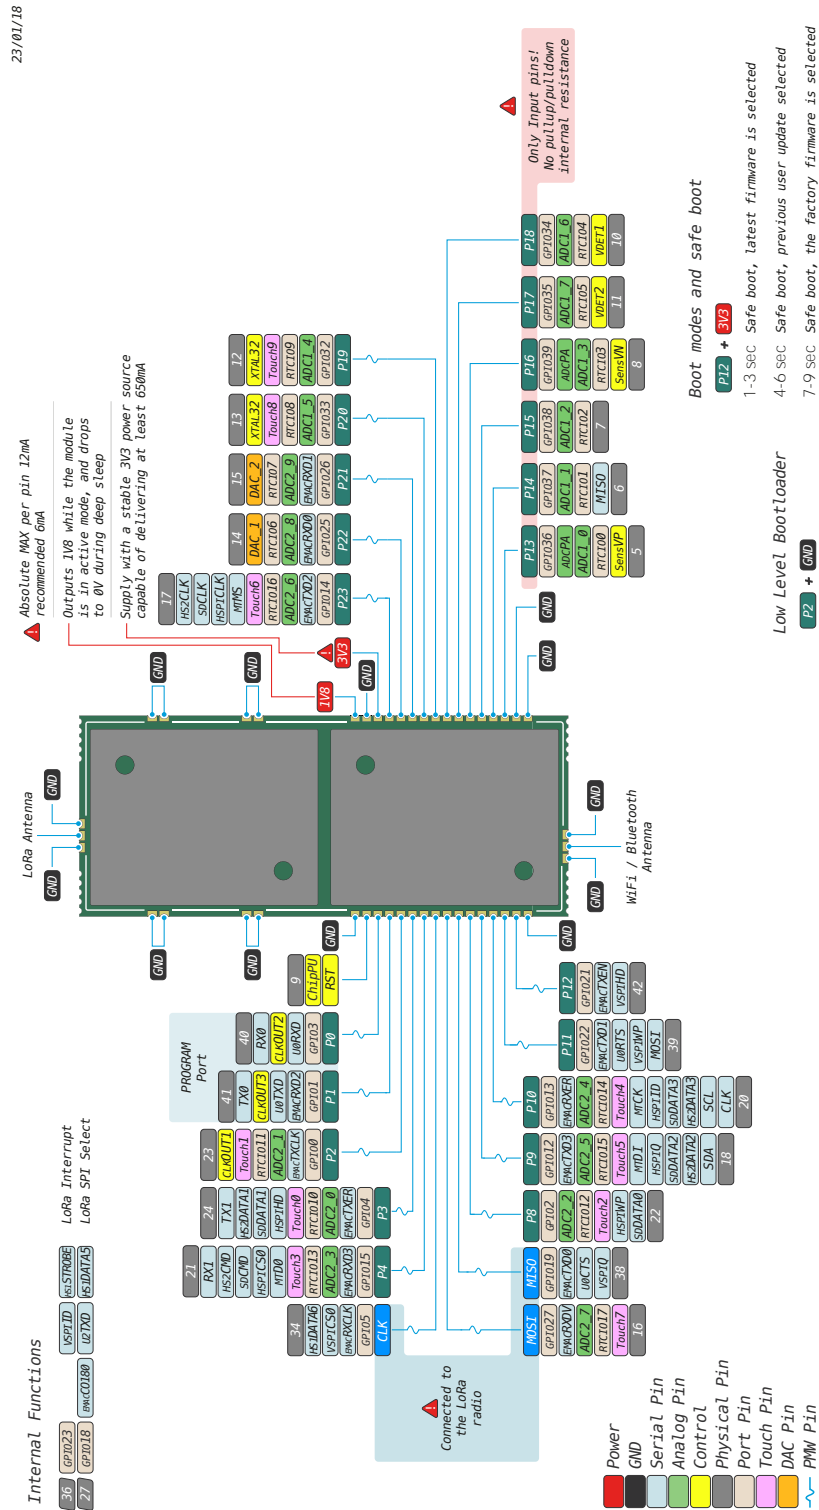 23/01/18
Absolute MAX per pin 12mA
recommended 6mA
Outputs 1V8 while the module
is in active mode, and drops
to 0V during deep sleep
Supply with a stable 3V3 power source
capable of delivering at least 650mA
Internal Functions
36 GPIO23 VSPIID HS1STROBE LoRa Interrupt
27 GPIO18 EMACCO180 U2TXD HS1DATA5 LoRa SPI Select
LoRa Antenna
GND
GND
GND
GND
GND
GND
1V8
3V3
GND
GND
GND
GND
GND
GND
GND
WiFi / Bluetooth
Antenna
PROGRAM
Port
9 ChipPU RST
40 RX0 CLKOUT2 U0RXD GPIO3 P0
41 TX0 CLKOUT3 U0TXD EMACRXD2 GPIO1 P1
23 CLKOUT1 Touch1 RTCIO11 ADC2_1 EMACTXCLK GPIO0 P2
24 TX1 HS2DATA1 SDDATA1 HSPIHD Touch0 RTCIO10 ADC2_0 EMACTXER GPIO4 P3
21 RX1 HS2CMD SDCMD HSPICS0 MTDO Touch3 RTCIO13 ADC2_3 EMACRXD3 GPIO15 P4
34 HS1DATA6 VSPICS0 EMACRXCLK GPIO5 CLK
Connected to
the LoRa
radio
MOSI GPIO27 EMACRXDV ADC2_7 RTCIO17 Touch7 16
MISO GPIO19 EMACTXD0 U0CTS VSPIQ 38
P8 GPIO2 ADC2_2 RTCIO12 Touch2 HSPIWP SDDATA0 22
P9 GPIO12 EMACTXD3 ADC2_5 RTCIO15 Touch5 MTDI HSPIQ SDDATA2 HS2DATA2 SDA 18
P10 GPIO13 EMACRXER ADC2_4 RTCIO14 Touch4 MTCK HSPIID SDDATA3 HS2DATA3 SCL CLK 20
P11 GPIO22 EMACTXD1 U0RTS VSPIWP MOSI 39
P12 GPIO21 EMACTXEN VSPIHD 42
17 HS2CLK SDCLK HSPICLK MTMS Touch6 RTCIO16 ADC2_6 EMACTXD2 GPIO14 P23
14 DAC_1 RTCIO6 ADC2_8 EMACRXD0 GPIO25 P22
15 DAC_2 RTCIO7 ADC2_9 EMACRXD1 GPIO26 P21
13 XTAL32 Touch8 RTCIO8 ADC1_5 GPIO33 P20
12 XTAL32 Touch9 RTCIO9 ADC1_4 GPIO32 P19
P13 GPIO36 ADCPA ADC1_0 RTCIO0 SensVP 5
P14 GPIO37 ADC1_1 RTCIO1 MISO 6
P15 GPIO38 ADC1_2 RTCIO2 7
P16 GPIO39 ADCPA ADC1_3 RTCIO3 SensVN 8
P17 GPIO35 ADC1_7 RTCIO5 VDET2 11
P18 GPIO34 ADC1_6 RTCIO4 VDET1 10
Only Input pins!
No pullup/pulldown
internal resistance
Low Level Bootloader
P2 + GND
Boot modes and safe boot
P12 + 3V3
1-3 sec Safe boot, latest firmware is selected
4-6 sec Safe boot, previous user update selected
7-9 sec Safe boot, the factory firmware is selected
Power
GND
Serial Pin
Analog Pin
Control
Physical Pin
Port Pin
Touch Pin
DAC Pin
PMW Pin